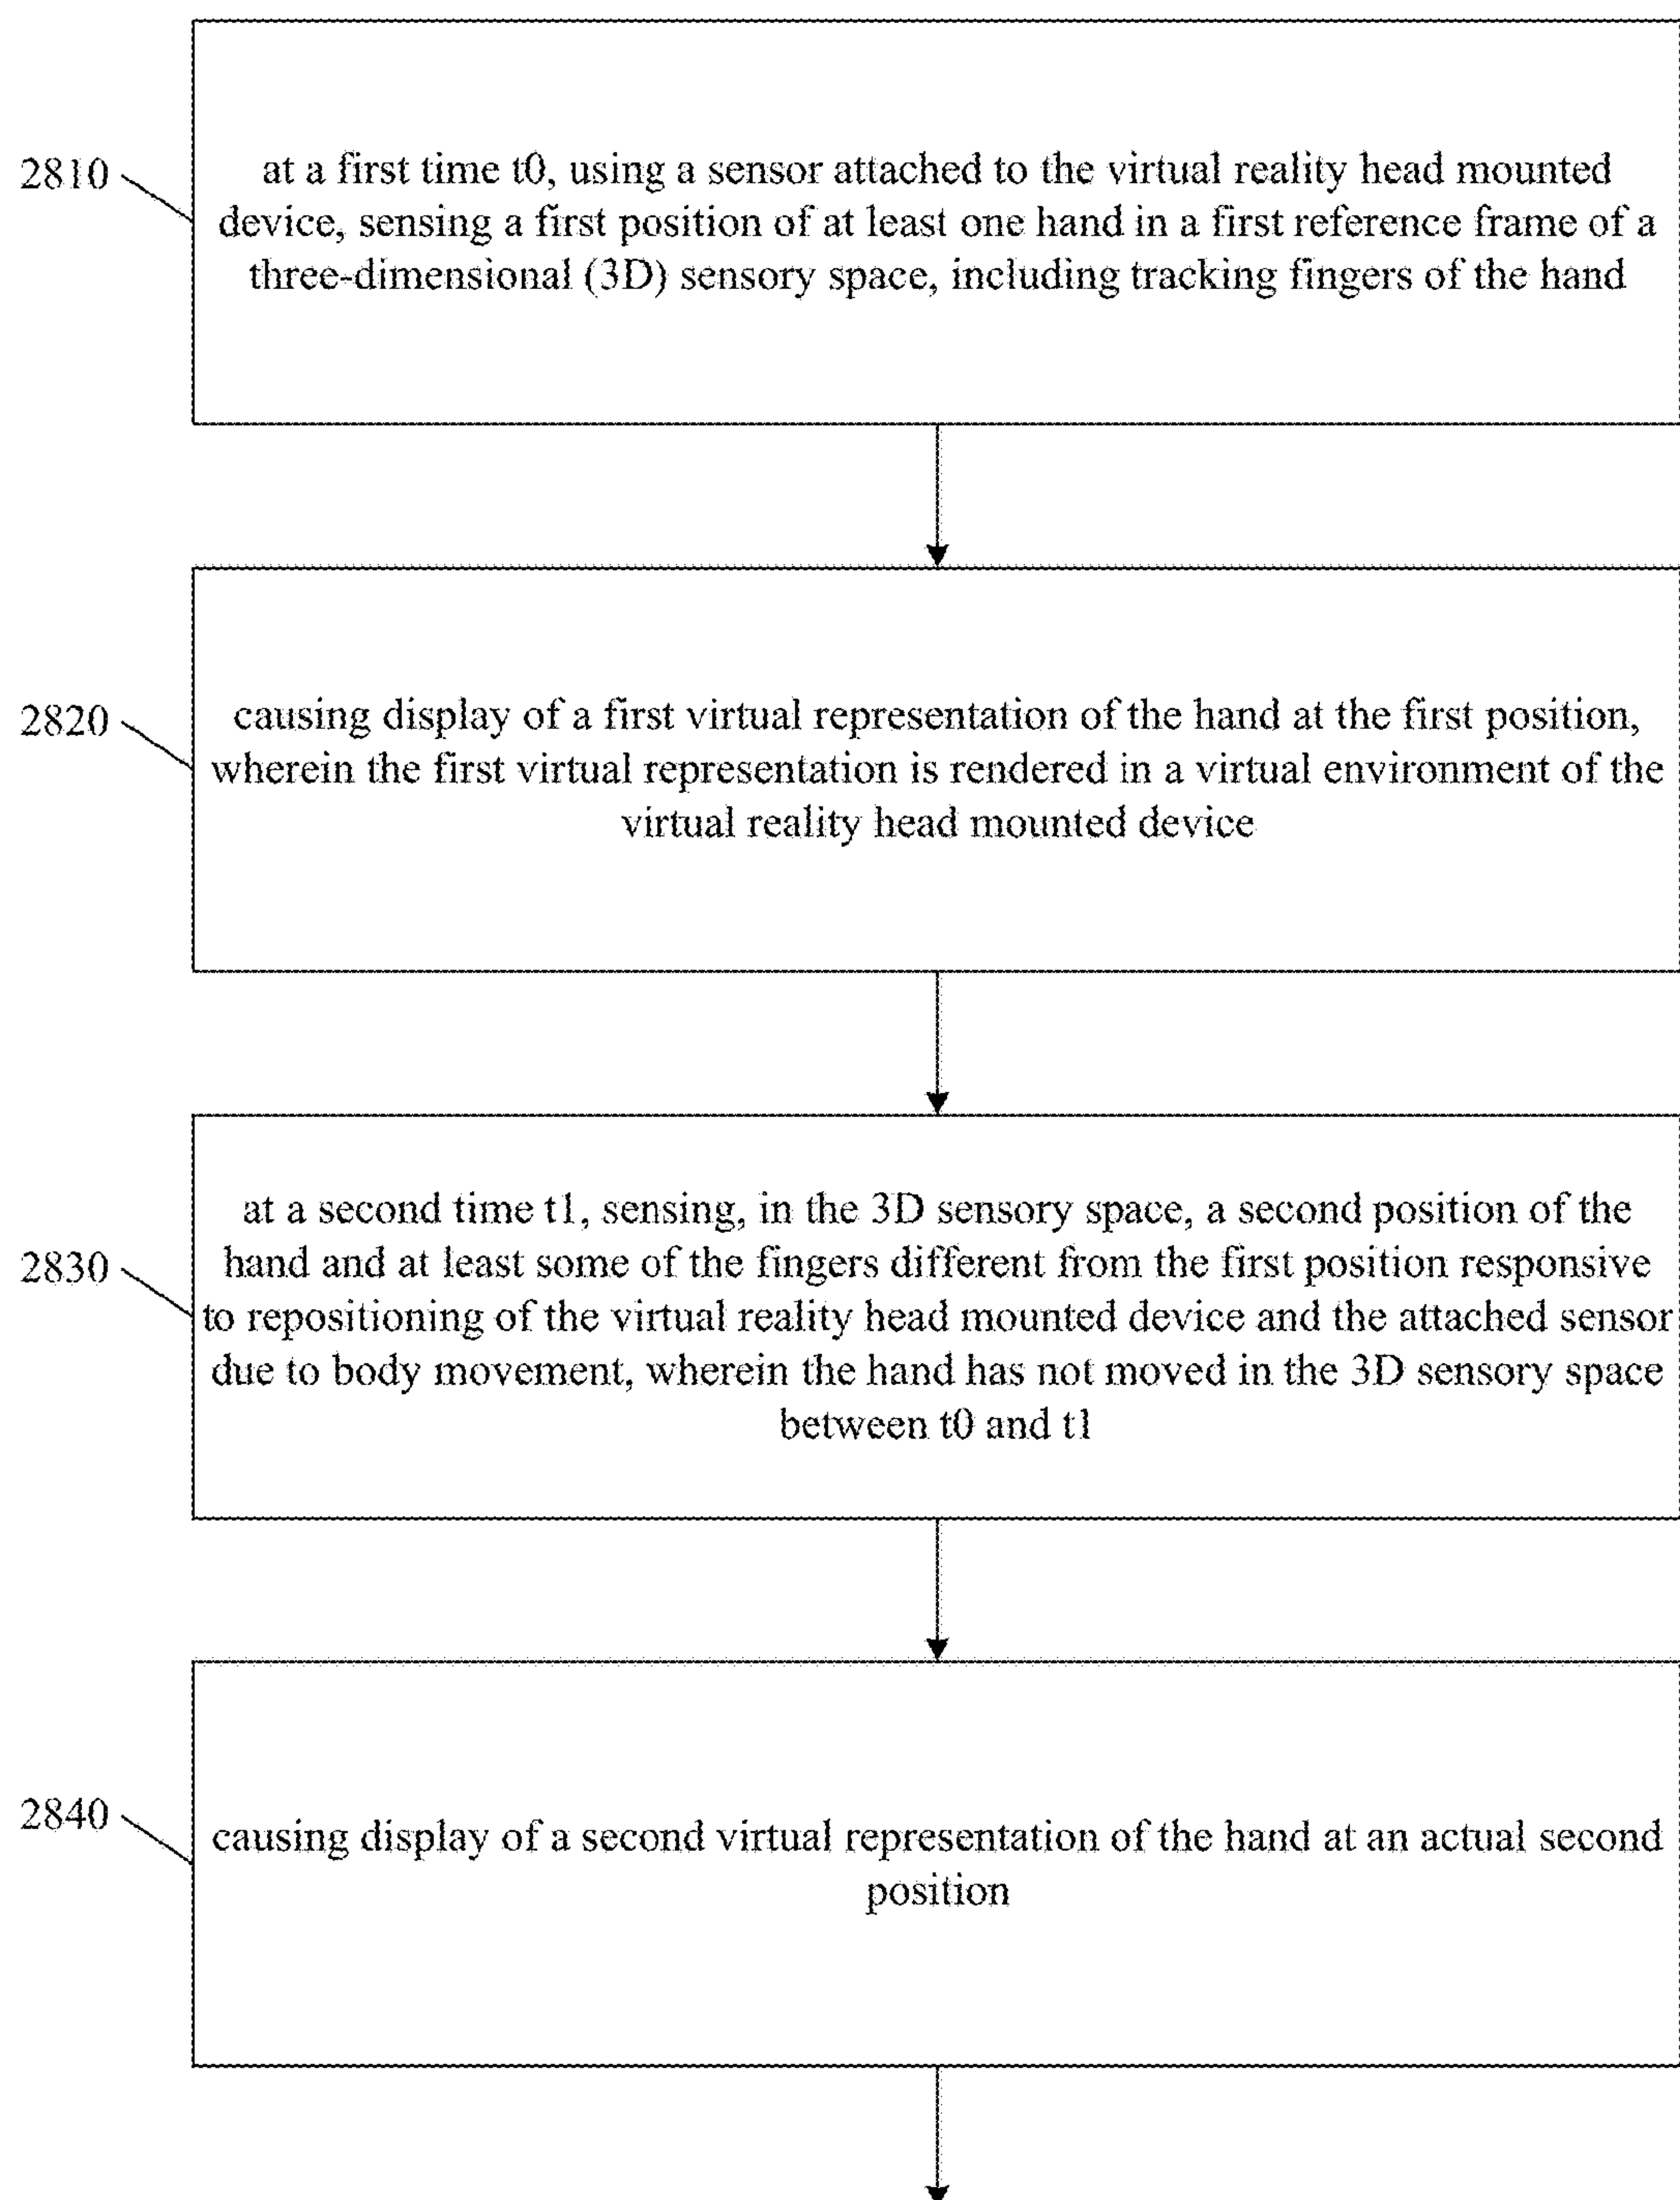 2810
at a first time t0, using a sensor attached to the virtual reality head mounted
device, sensing a first position of at least one hand in a first reference frame of a
three-dimensional (3D) sensory space, including tracking fingers of the hand
2820
causing display of a first virtual representation of the hand at the first position,
wherein the first virtual representation is rendered in a virtual environment of the
virtual reality head mounted device
2830
at a second time t1, sensing, in the 3D sensory space, a second position of the
hand and at least some of the fingers different from the first position responsive
to repositioning of the virtual reality head mounted device and the attached sensor
due to body movement, wherein the hand has not moved in the 3D sensory space
between t0 and t1
2840
causing display of a second virtual representation of the hand at an actual second
position